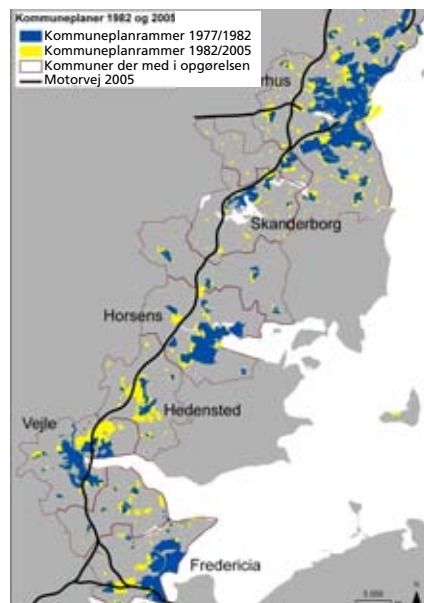 Kommuneplaner 1982 og 2005
Kommuneplanrammer 1977/1982
Kommuneplanrammer 1982/2005
Kommuner der med i opgørelsen
Motorvej 2005
rhus
Skanderborg
Horsens
Hedensted
Vejle
Fredericia
N